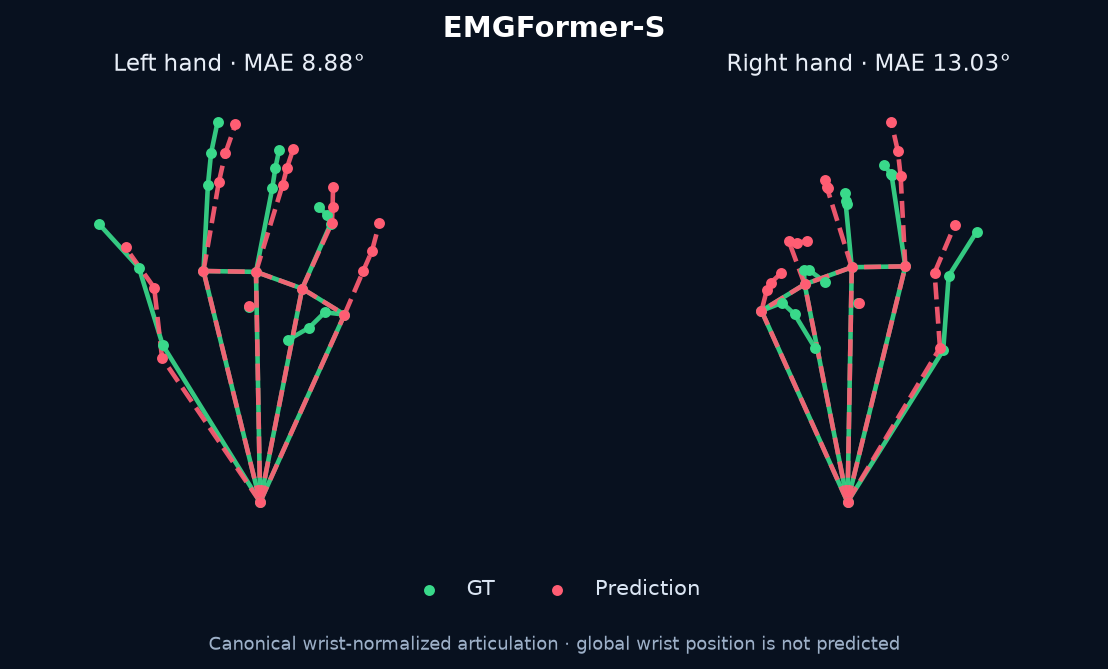 EMGFormer-S
Left hand · MAE 8.88°
Right hand · MAE 13.03°
GT
Prediction
Canonical wrist-normalized articulation · global wrist position is not predicted